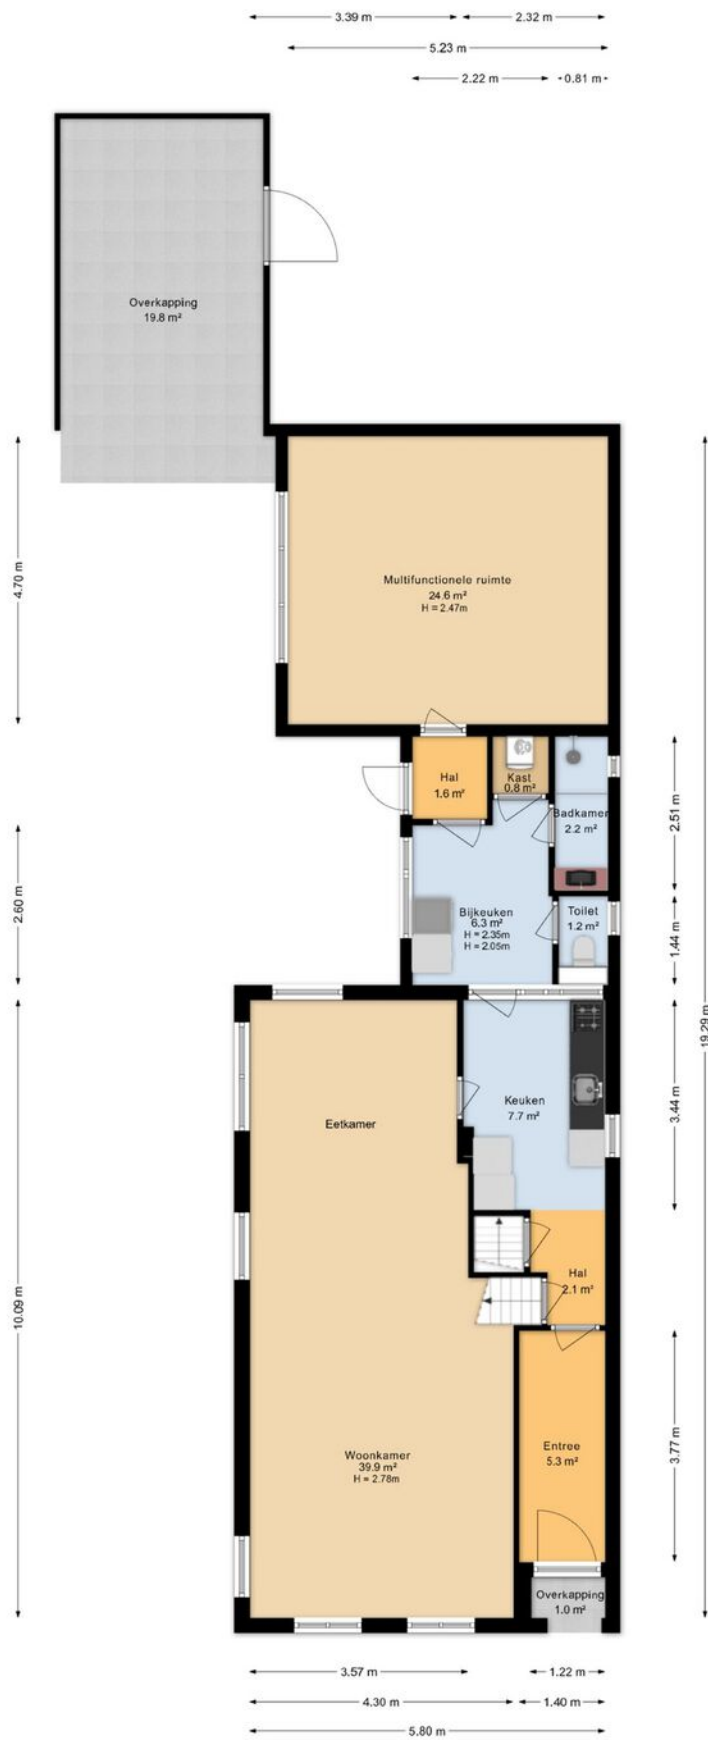 3.39 m
2.32 m
5.23 m
2.22 m
0.81 m
Overkapping
19.8 m²
4.70 m
Multifunctionele ruimte
24.6 m²
H = 2.47m
Hal
1.6 m²
Kast
0.8 m²
Badkamer
2.2 m²
2.51 m
2.60 m
Bijkeuken
6.3 m²
H = 2.35m
H = 2.05m
Toilet
1.2 m²
1.44 m
19.29 m
Keuken
7.7 m²
3.44 m
Eetkamer
Hal
2.1 m²
10.09 m
Woonkamer
39.9 m²
H = 2.78m
Entree
5.3 m²
3.77 m
Overkapping
1.0 m²
3.57 m
1.22 m
4.30 m
1.40 m
5.80 m